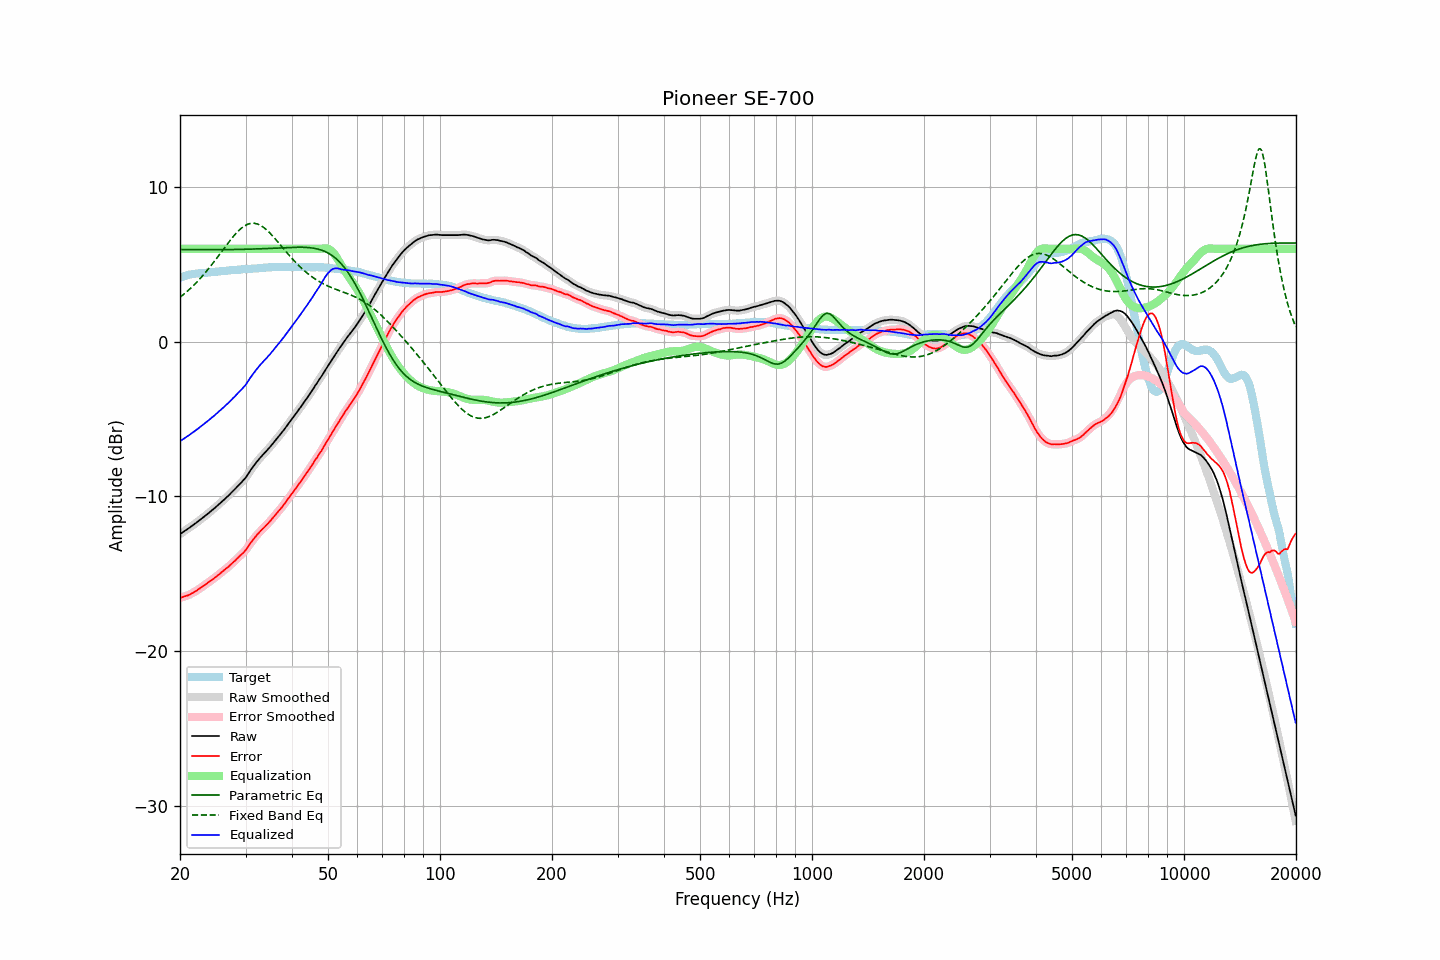 Pioneer SE-700
Amplitude (dBr)
10
0
−10
−20
−30
Target
Raw Smoothed
Error Smoothed
Raw
Error
Equalization
Parametric Eq
Fixed Band Eq
Equalized
20 50 100 200 500 1000 2000 5000 10000 20000
Frequency (Hz)